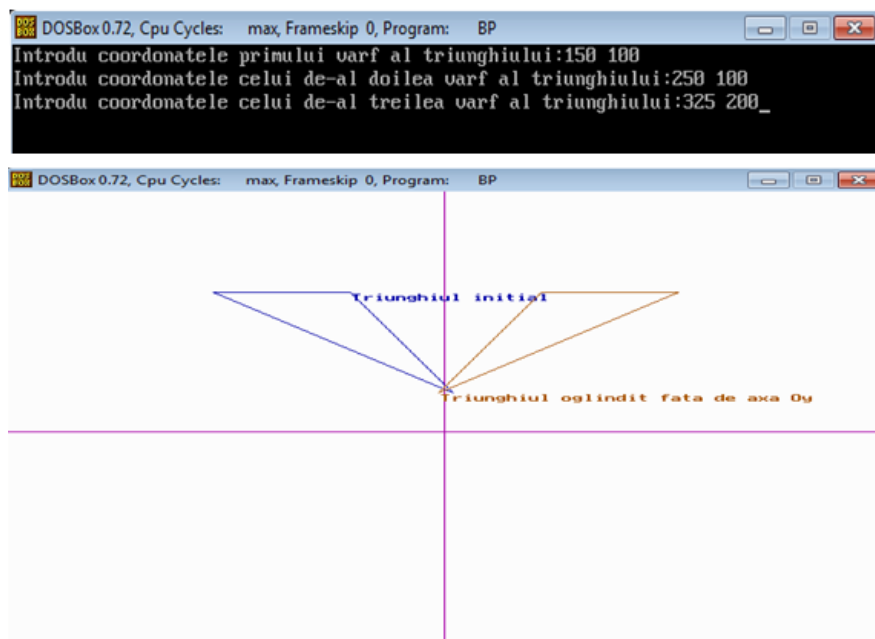 DOSBox 0.72, Cpu Cycles: max, Frameskip 0, Program: BP
Introdu coordonatele primului varf al triunghiului:150 100
Introdu coordonatele celui de-al doilea varf al triunghiului:250 100
Introdu coordonatele celui de-al treilea varf al triunghiului:325 200_
DOSBox 0.72, Cpu Cycles: max, Frameskip 0, Program: BP
Triunghiul initial
Triunghiul oglindit fata de axa Oy